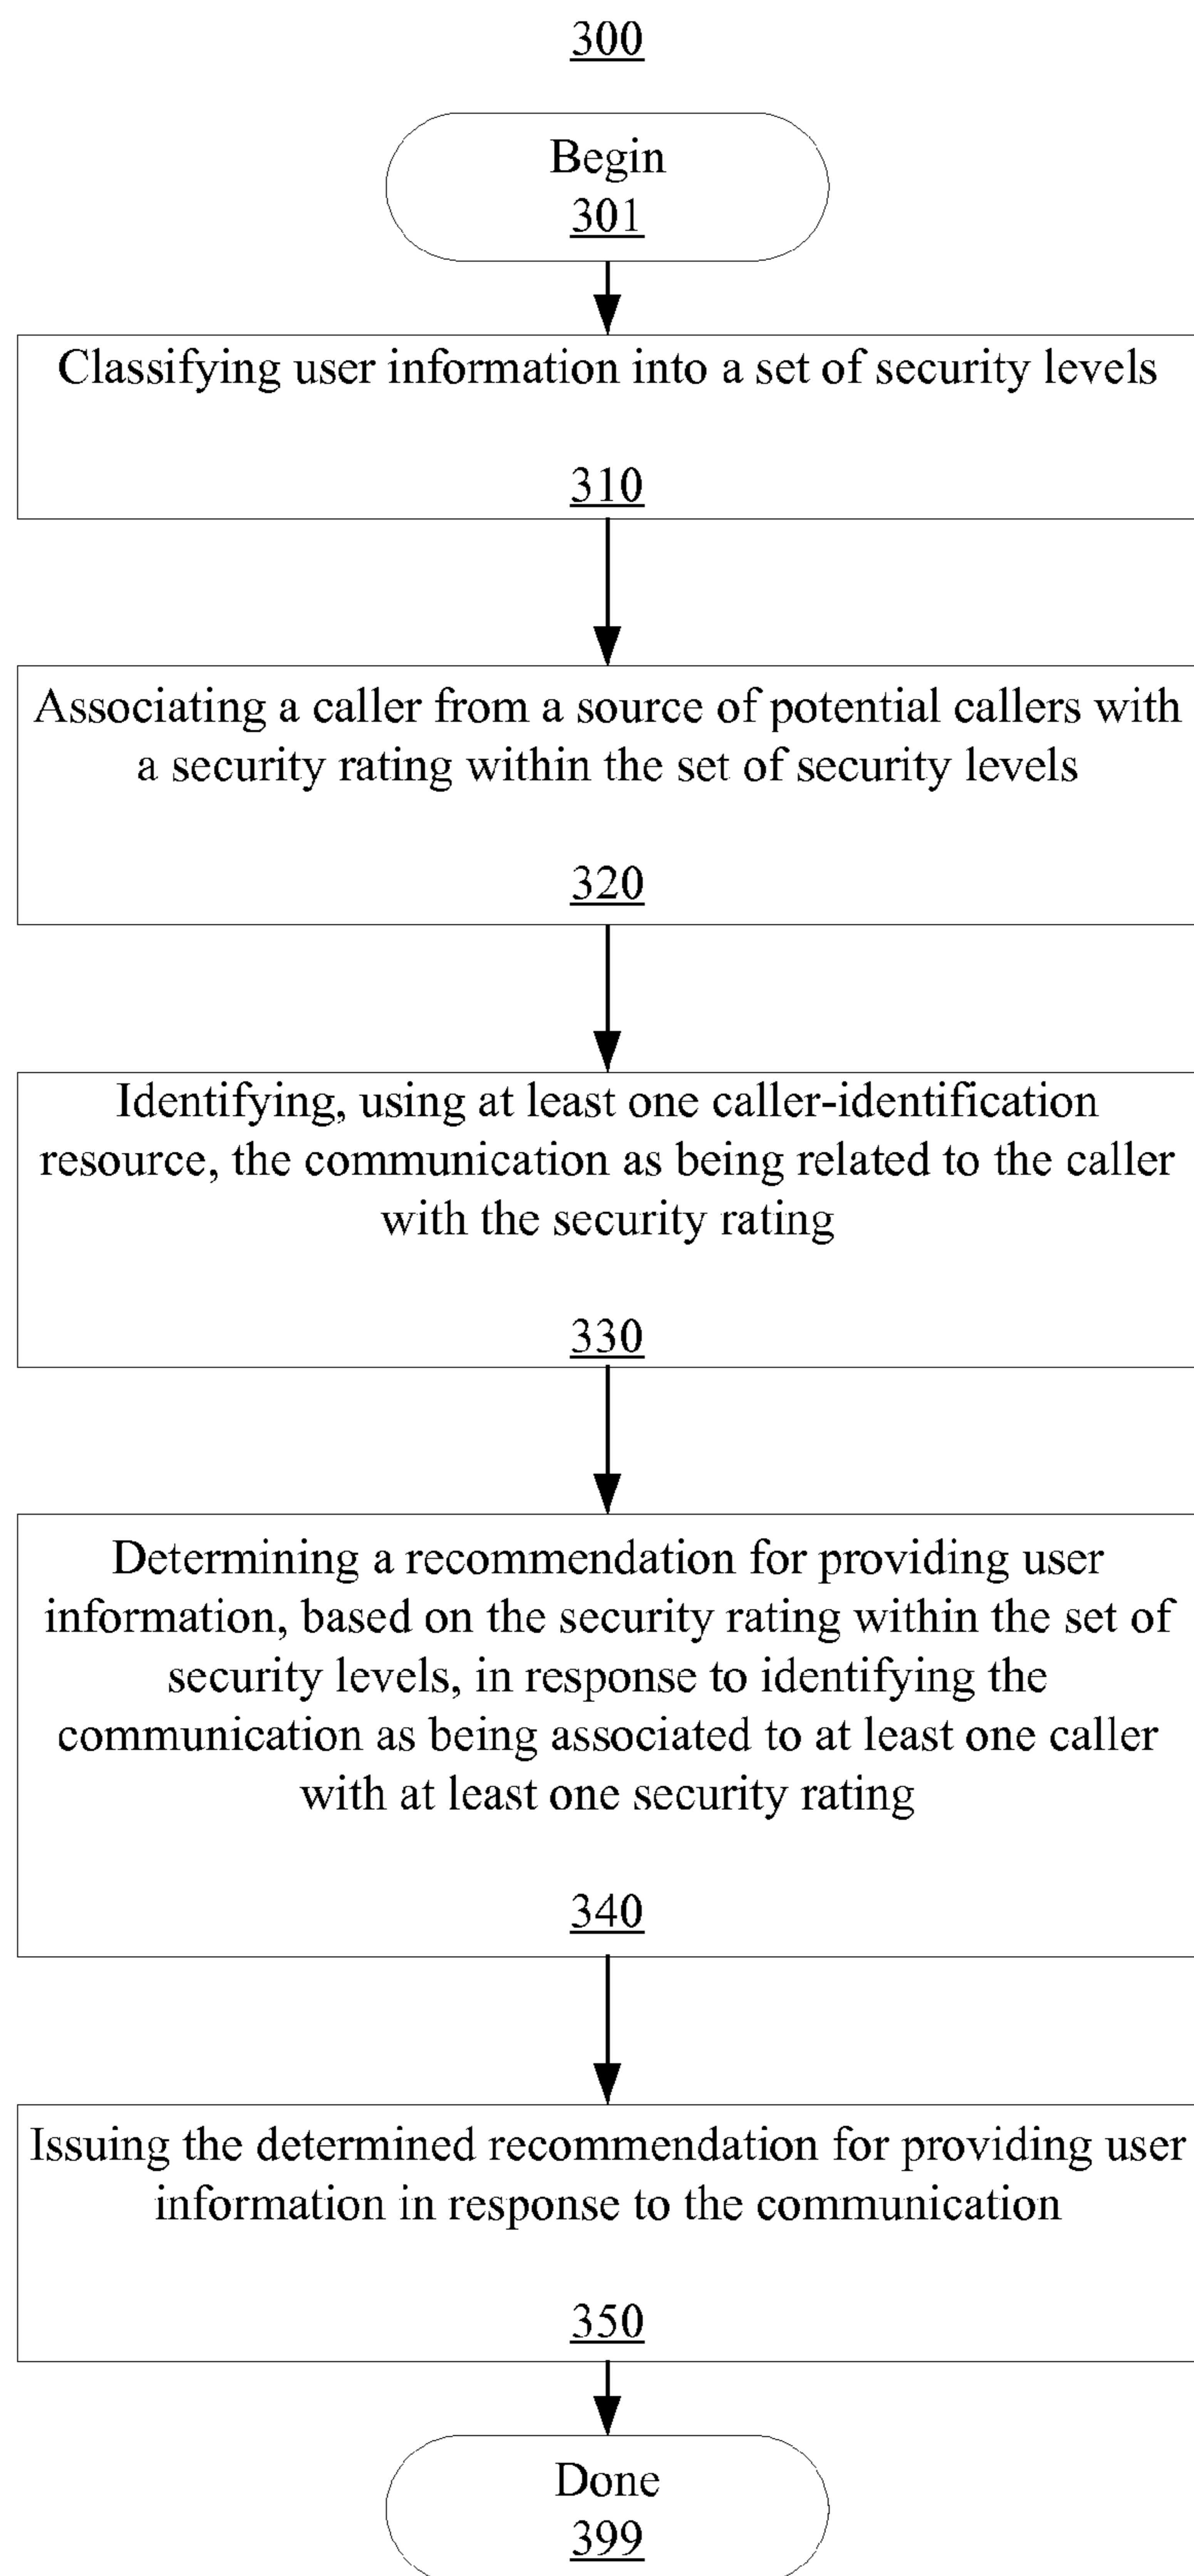 300
Begin
301
Classifying user information into a set of security levels
310
Associating a caller from a source of potential callers with
a security rating within the set of security levels
320
Identifying, using at least one caller-identification
resource, the communication as being related to the caller
with the security rating
330
Determining a recommendation for providing user
information, based on the security rating within the set of
security levels, in response to identifying the
communication as being associated to at least one caller
with at least one security rating
340
Issuing the determined recommendation for providing user
information in response to the communication
350
Done
399